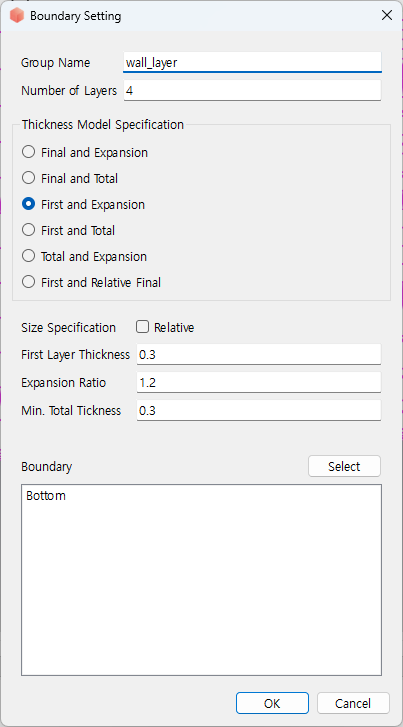 Boundary Setting
Group Name wall_layer
Number of Layers 4
Thickness Model Specification
Final and Expansion
Final and Total
First and Expansion
First and Total
Total and Expansion
First and Relative Final
Size Specification Relative
First Layer Thickness 0.3
Expansion Ratio 1.2
Min. Total Tickness 0.3
Boundary Select
Bottom
OK Cancel